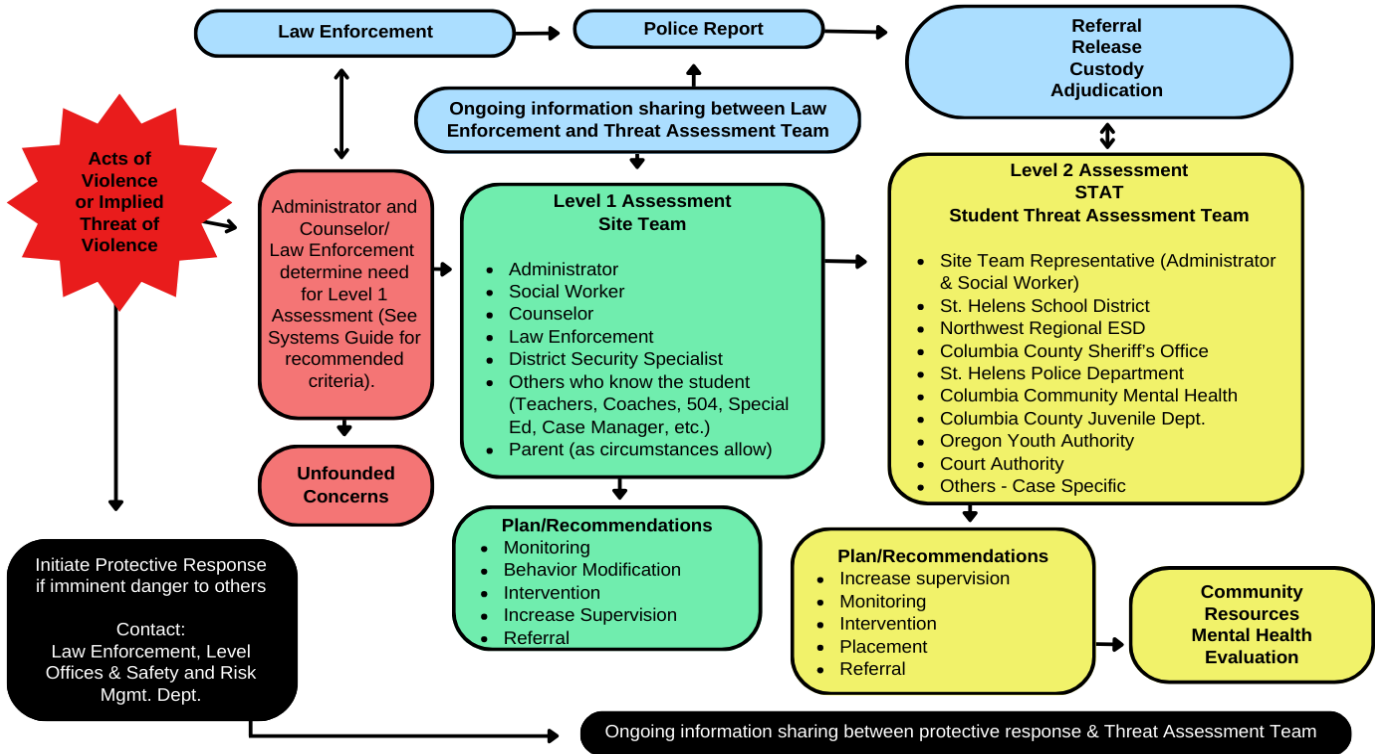 Law Enforcement
Police Report
Referral
Release
Custody
Adjudication
Ongoing information sharing between Law
Enforcement and Threat Assessment Team
Acts of
Violence
or Implied
Threat of
Violence
Administrator and
Counselor/
Law Enforcement
determine need
for Level 1
Assessment (See
Systems Guide for
recommended
criteria).
Unfounded
Concerns
Level 1 Assessment
Site Team
• Administrator
• Social Worker
• Counselor
• Law Enforcement
• District Security Specialist
• Others who know the student
(Teachers, Coaches, 504, Special
Ed, Case Manager, etc.)
• Parent (as circumstances allow)
Level 2 Assessment
STAT
Student Threat Assessment Team
• Site Team Representative (Administrator
& Social Worker)
• St. Helens School District
• Northwest Regional ESD
• Columbia County Sheriff's Office
• St. Helens Police Department
• Columbia Community Mental Health
• Columbia County Juvenile Dept.
• Oregon Youth Authority
• Court Authority
• Others - Case Specific
Plan/Recommendations
• Monitoring
• Behavior Modification
• Intervention
• Increase Supervision
• Referral
Plan/Recommendations
• Increase supervision
• Monitoring
• Intervention
• Placement
• Referral
Community
Resources
Mental Health
Evaluation
Initiate Protective Response
if imminent danger to others
Contact:
Law Enforcement, Level
Offices & Safety and Risk
Mgmt. Dept.
Ongoing information sharing between protective response & Threat Assessment Team